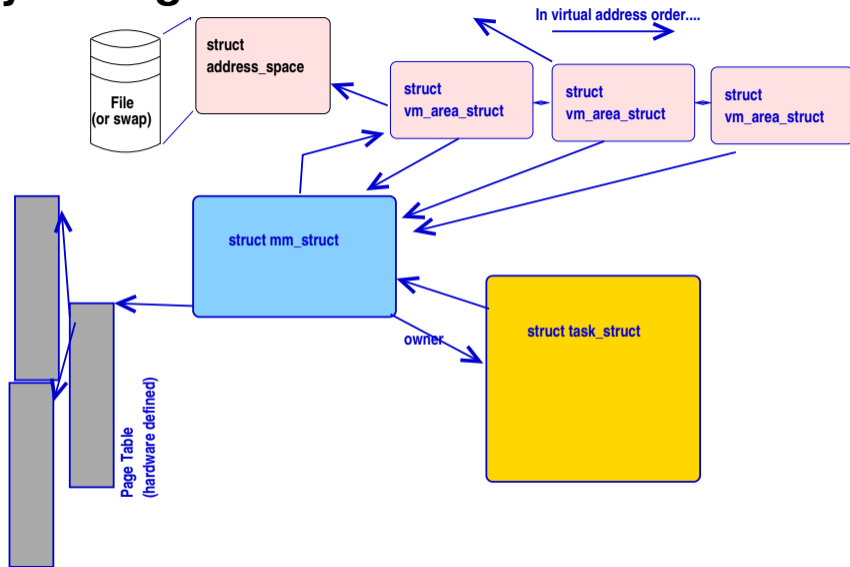 In virtual address order....
struct
address_space
File
(or swap)
struct
vm_area_struct
struct
vm_area_struct
struct
vm_area_struct
struct mm_struct
owner
struct task_struct
Page Table
(hardware defined)